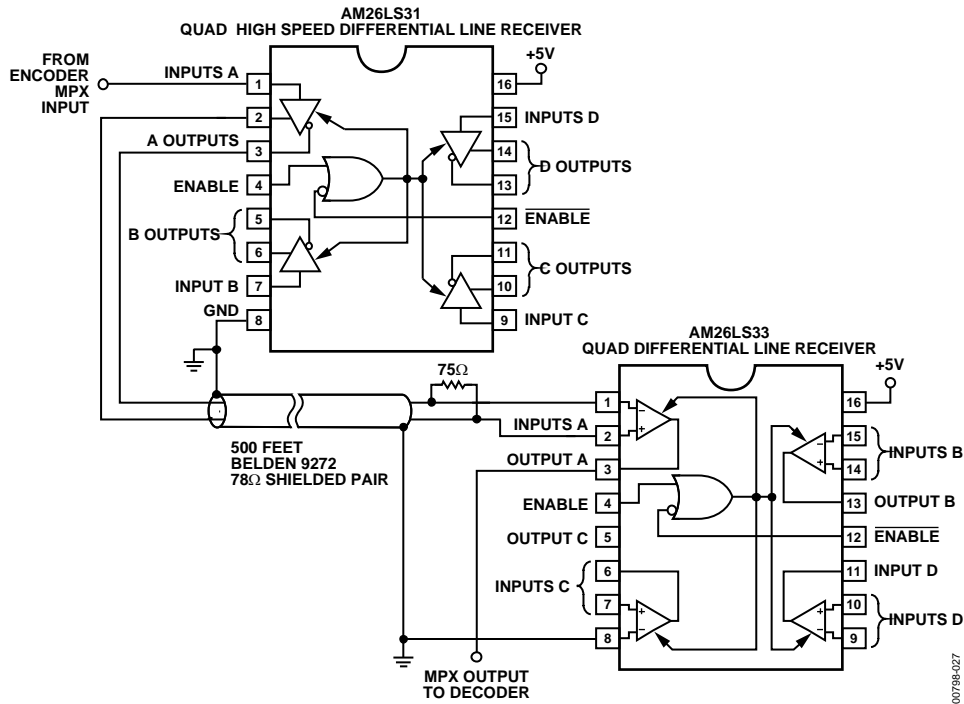 AM26LS31
QUAD HIGH SPEED DIFFERENTIAL LINE RECEIVER
FROM
ENCODER
MPX
INPUT
INPUTS A
A OUTPUTS
ENABLE
B OUTPUTS
INPUT B
GND
1
2
3
4
5
6
7
8
+5V
16
15
14
13
12
11
10
9
INPUTS D
D OUTPUTS
ENABLE
C OUTPUTS
INPUT C
75Ω
500 FEET
BELDEN 9272
78Ω SHIELDED PAIR
AM26LS33
QUAD DIFFERENTIAL LINE RECEIVER
+5V
INPUTS A
OUTPUT A
ENABLE
OUTPUT C
INPUTS C
1
2
3
4
5
6
7
8
−
+
+
−
−
+
+
−
16
15
14
13
12
11
10
9
INPUTS B
OUTPUT B
ENABLE
INPUT D
INPUTS D
MPX OUTPUT
TO DECODER
00798-027